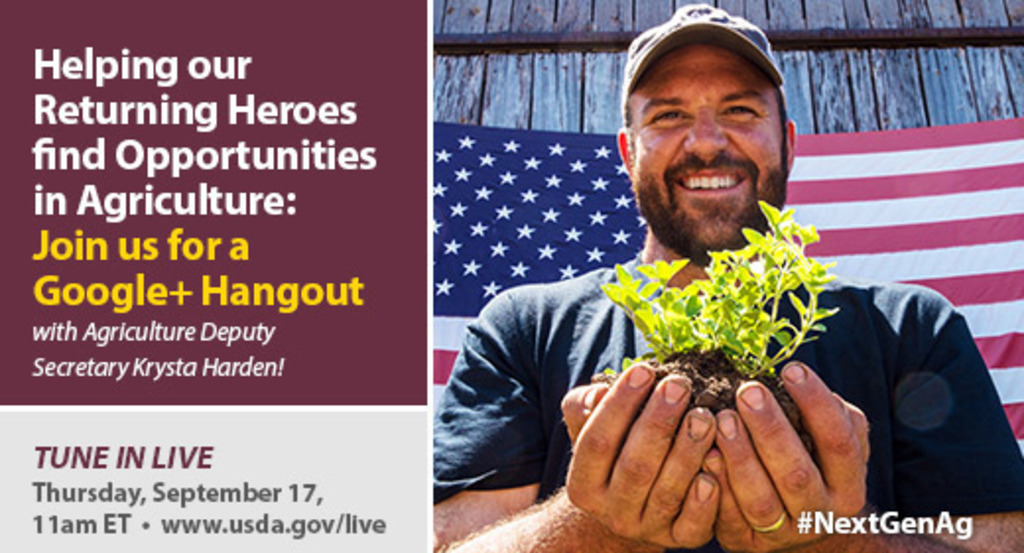 Helping our
Returning Heroes
find Opportunities
in Agriculture:
Join us for a
Google+ Hangout
with Agriculture Deputy
Secretary Krysta Harden!
TUNE IN LIVE
Thursday, September 17,
11am ET • www.usda.gov/live
#NextGenAg